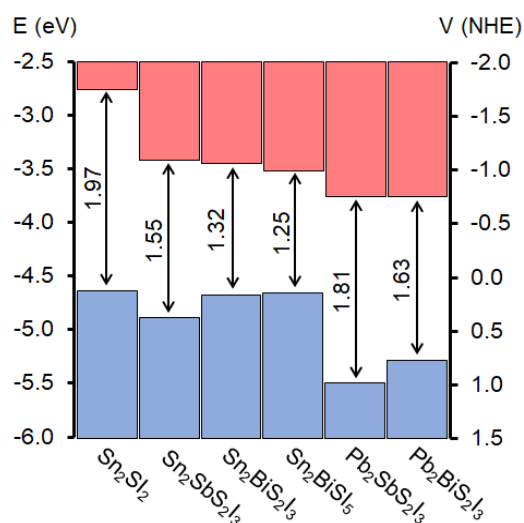 E (eV)
V (NHE)
-2.5
-3.0
-3.5
-4.0
-4.5
-5.0
-5.5
-6.0
1.97
1.55
1.32
1.25
1.81
1.63
-2.0
-1.5
-1.0
-0.5
0.0
0.5
1.0
1.5
Sn₂SI₂
Sn₂SbS₂I₃
Sn₂BiS₂I₃
Sn₂BiSI₅
Pb₂SbS₂I₃
Pb₂BiS₂I₃